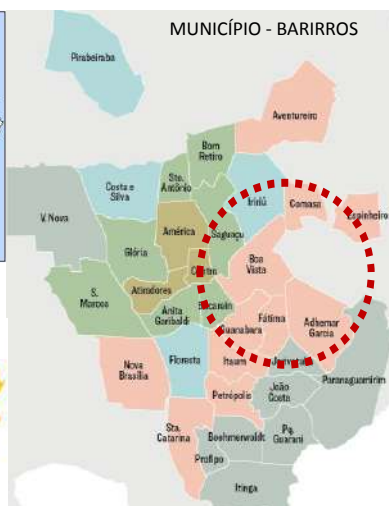 MUNICÍPIO - BARIRROS
Pirabeiraba
Aventureiro
Bom
Retiro
Sto.
Antônio
Costa e
Silva
Iririú
Comasa
Espinheiro
V. Nova
América
Saguaçu
Glória
Boa
Vista
Centro
S.
Marcos
Atiradores
Bucarein
Anita
Garibaldi
Fátima
Adhemar
Garcia
Guanabara
Nova
Brasília
Floresta
Itaum
Jarivatuba
Paranaguamirim
João
Costa
Petrópolis
Sta.
Catarina
Boehmerwaldt
Pq.
Guarani
Profipo
Itinga